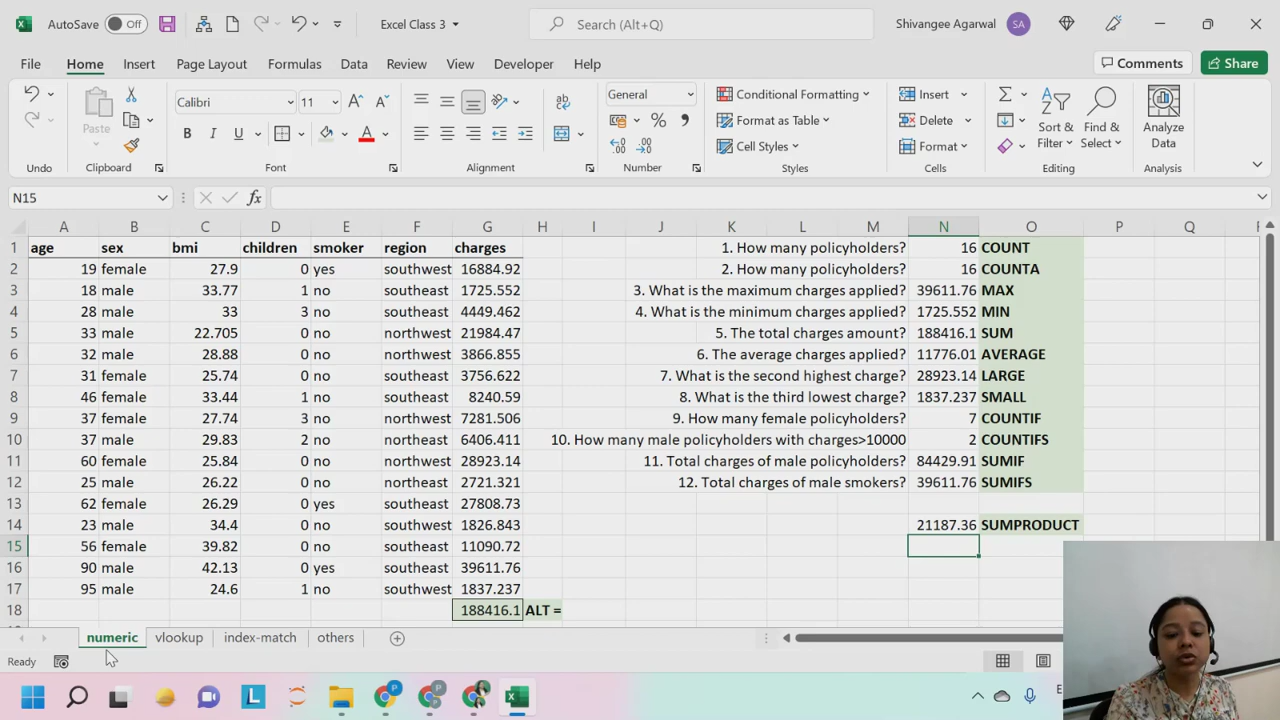 AutoSave Off Excel Class 3 Search (Alt+Q) Shivangee Agarwal SA
File Home Insert Page Layout Formulas Data Review View Developer Help Comments Share
Calibri 11 General Conditional Formatting Insert
Paste B I U Format as Table Delete Sort & Filter Find & Select Analyze Data
Cell Styles Format
Undo Clipboard Font Alignment Number Styles Cells Editing Analysis
N15 fx
A B C D E F G H I J K L M N O P Q
1 age sex bmi children smoker region charges 1. How many policyholders? 16 COUNT
2 19 female 27.9 0 yes southwest 16884.92 2. How many policyholders? 16 COUNTA
3 18 male 33.77 1 no southeast 1725.552 3. What is the maximum charges applied? 39611.76 MAX
4 28 male 33 3 no southeast 4449.462 4. What is the minimum charges applied? 1725.552 MIN
5 33 male 22.705 0 no northwest 21984.47 5. The total charges amount? 188416.1 SUM
6 32 male 28.88 0 no northwest 3866.855 6. The average charges applied? 11776.01 AVERAGE
7 31 female 25.74 0 no southeast 3756.622 7. What is the second highest charge? 28923.14 LARGE
8 46 female 33.44 1 no southeast 8240.59 8. What is the third lowest charge? 1837.237 SMALL
9 37 female 27.74 3 no northwest 7281.506 9. How many female policyholders? 7 COUNTIF
10 37 male 29.83 2 no northeast 6406.411 10. How many male policyholders with charges>10000 2 COUNTIFS
11 60 female 25.84 0 no northwest 28923.14 11. Total charges of male policyholders? 84429.91 SUMIF
12 25 male 26.22 0 no northeast 2721.321 12. Total charges of male smokers? 39611.76 SUMIFS
13 62 female 26.29 0 yes southeast 27808.73
14 23 male 34.4 0 no southwest 1826.843 21187.36 SUMPRODUCT
15 56 female 39.82 0 no southeast 11090.72
16 90 male 42.13 0 yes southeast 39611.76
17 95 male 24.6 1 no southwest 1837.237
18 188416.1 ALT =
numeric vlookup index-match others
Ready